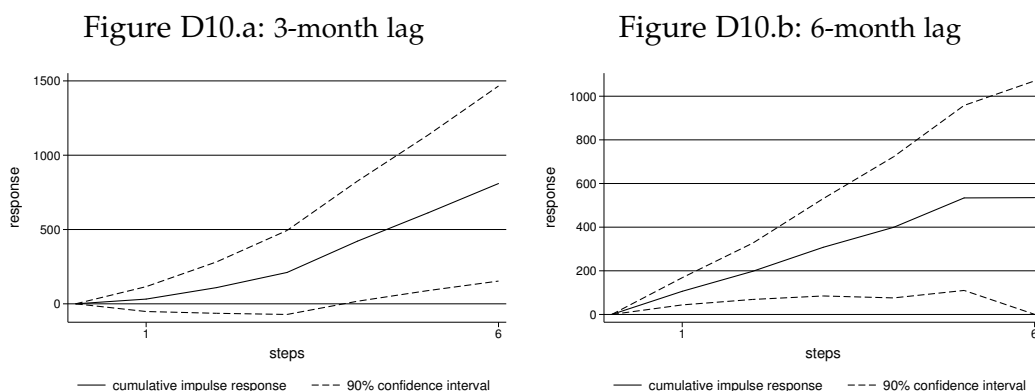 Figure D10.a: 3-month lag
1500
1000
500
0
response
1
6
steps
cumulative impulse response
90% confidence interval
Figure D10.b: 6-month lag
1000
800
600
400
200
0
response
1
6
steps
cumulative impulse response
90% confidence interval